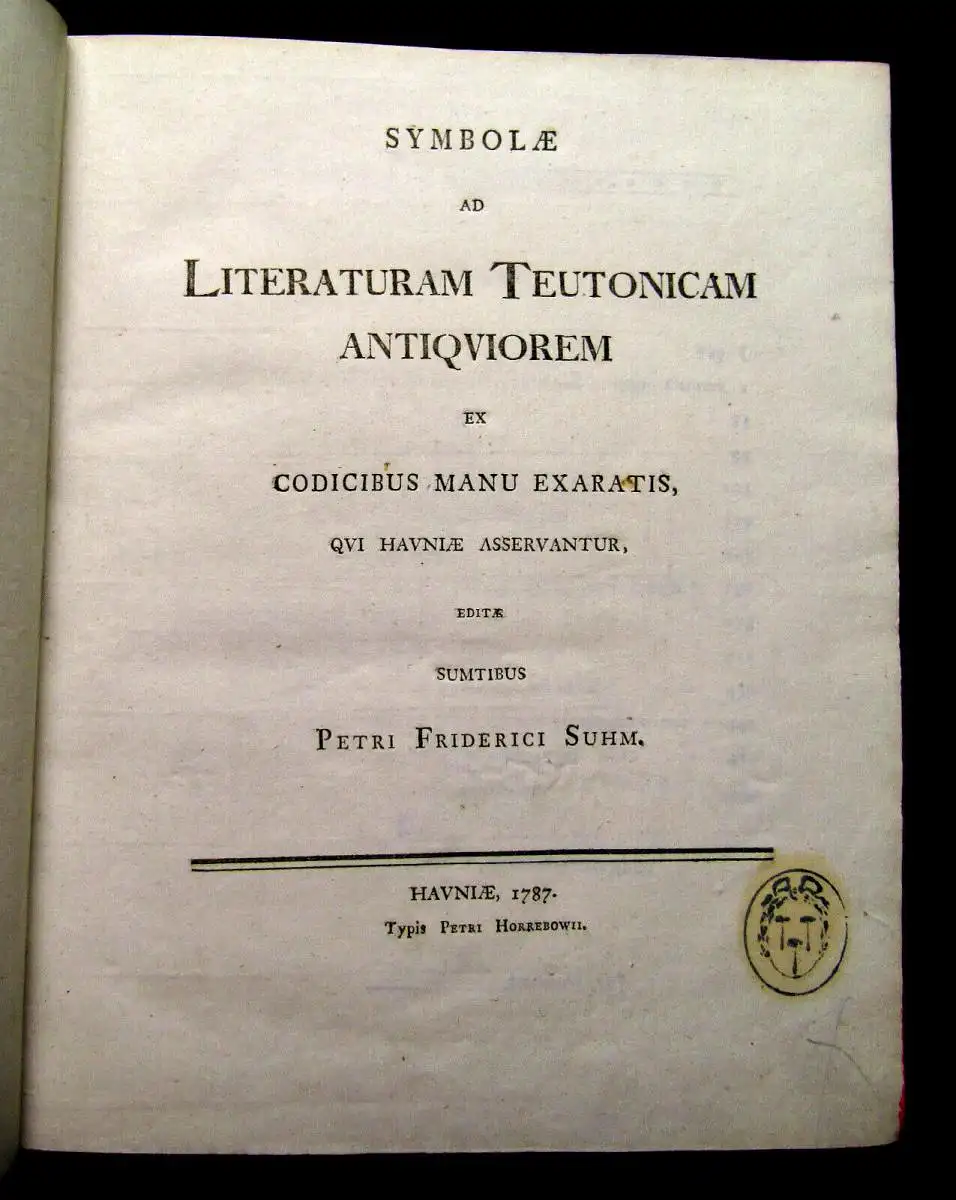 SYMBOLÆ
AD
LITERATURAM TEUTONICAM
ANTIQVIOREM
EX
CODICIBUS MANU EXARATIS,
QVI HAVNIÆ ASSERVANTUR,
EDITÆ
SUMTIBUS
PETRI FRIDERICI SUHM.
HAVNIÆ, 1787.
Typis PETRI HORREBOWII.